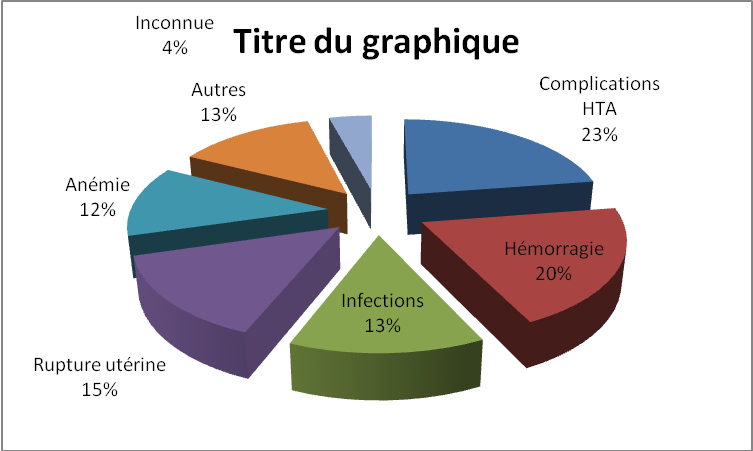 Titre du graphique
Inconnue
4%
Autres
13%
Complications
HTA
23%
Anémie
12%
Hémorragie
20%
Infections
13%
Rupture utérine
15%